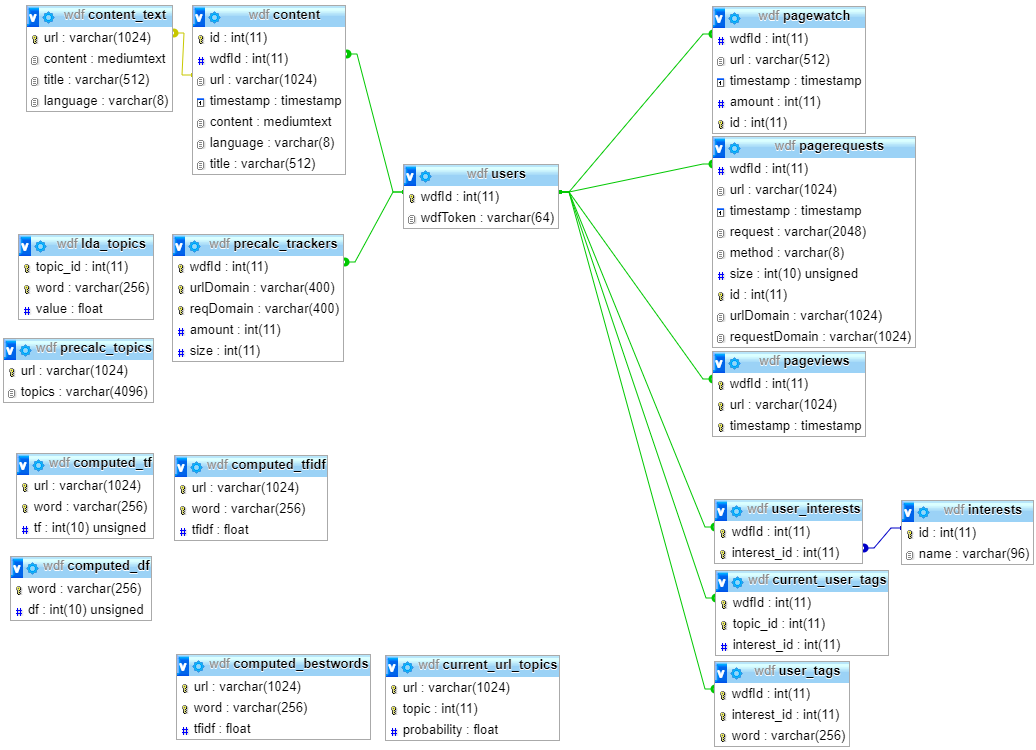 wdf content_text
url : varchar(1024)
content : mediumtext
title : varchar(512)
language : varchar(8)
wdf content
id : int(11)
wdfId : int(11)
url : varchar(1024)
timestamp : timestamp
content : mediumtext
language : varchar(8)
title : varchar(512)
wdf users
wdfId : int(11)
wdfToken : varchar(64)
wdf pagewatch
wdfId : int(11)
url : varchar(512)
timestamp : timestamp
amount : int(11)
id : int(11)
wdf pagerequests
wdfId : int(11)
url : varchar(1024)
timestamp : timestamp
request : varchar(2048)
method : varchar(8)
size : int(10) unsigned
id : int(11)
urlDomain : varchar(1024)
requestDomain : varchar(1024)
wdf lda_topics
topic_id : int(11)
word : varchar(256)
value : float
wdf precalc_trackers
wdfId : int(11)
urlDomain : varchar(400)
reqDomain : varchar(400)
amount : int(11)
size : int(11)
wdf precalc_topics
url : varchar(1024)
topics : varchar(4096)
wdf pageviews
wdfId : int(11)
url : varchar(1024)
timestamp : timestamp
wdf computed_tf
url : varchar(1024)
word : varchar(256)
tf : int(10) unsigned
wdf computed_tfidf
url : varchar(1024)
word : varchar(256)
tfidf : float
wdf user_interests
wdfId : int(11)
interest_id : int(11)
wdf interests
id : int(11)
name : varchar(96)
wdf computed_df
word : varchar(256)
df : int(10) unsigned
wdf current_user_tags
wdfId : int(11)
topic_id : int(11)
interest_id : int(11)
wdf computed_bestwords
url : varchar(1024)
word : varchar(256)
tfidf : float
wdf current_url_topics
url : varchar(1024)
topic : int(11)
probability : float
wdf user_tags
wdfId : int(11)
interest_id : int(11)
word : varchar(256)